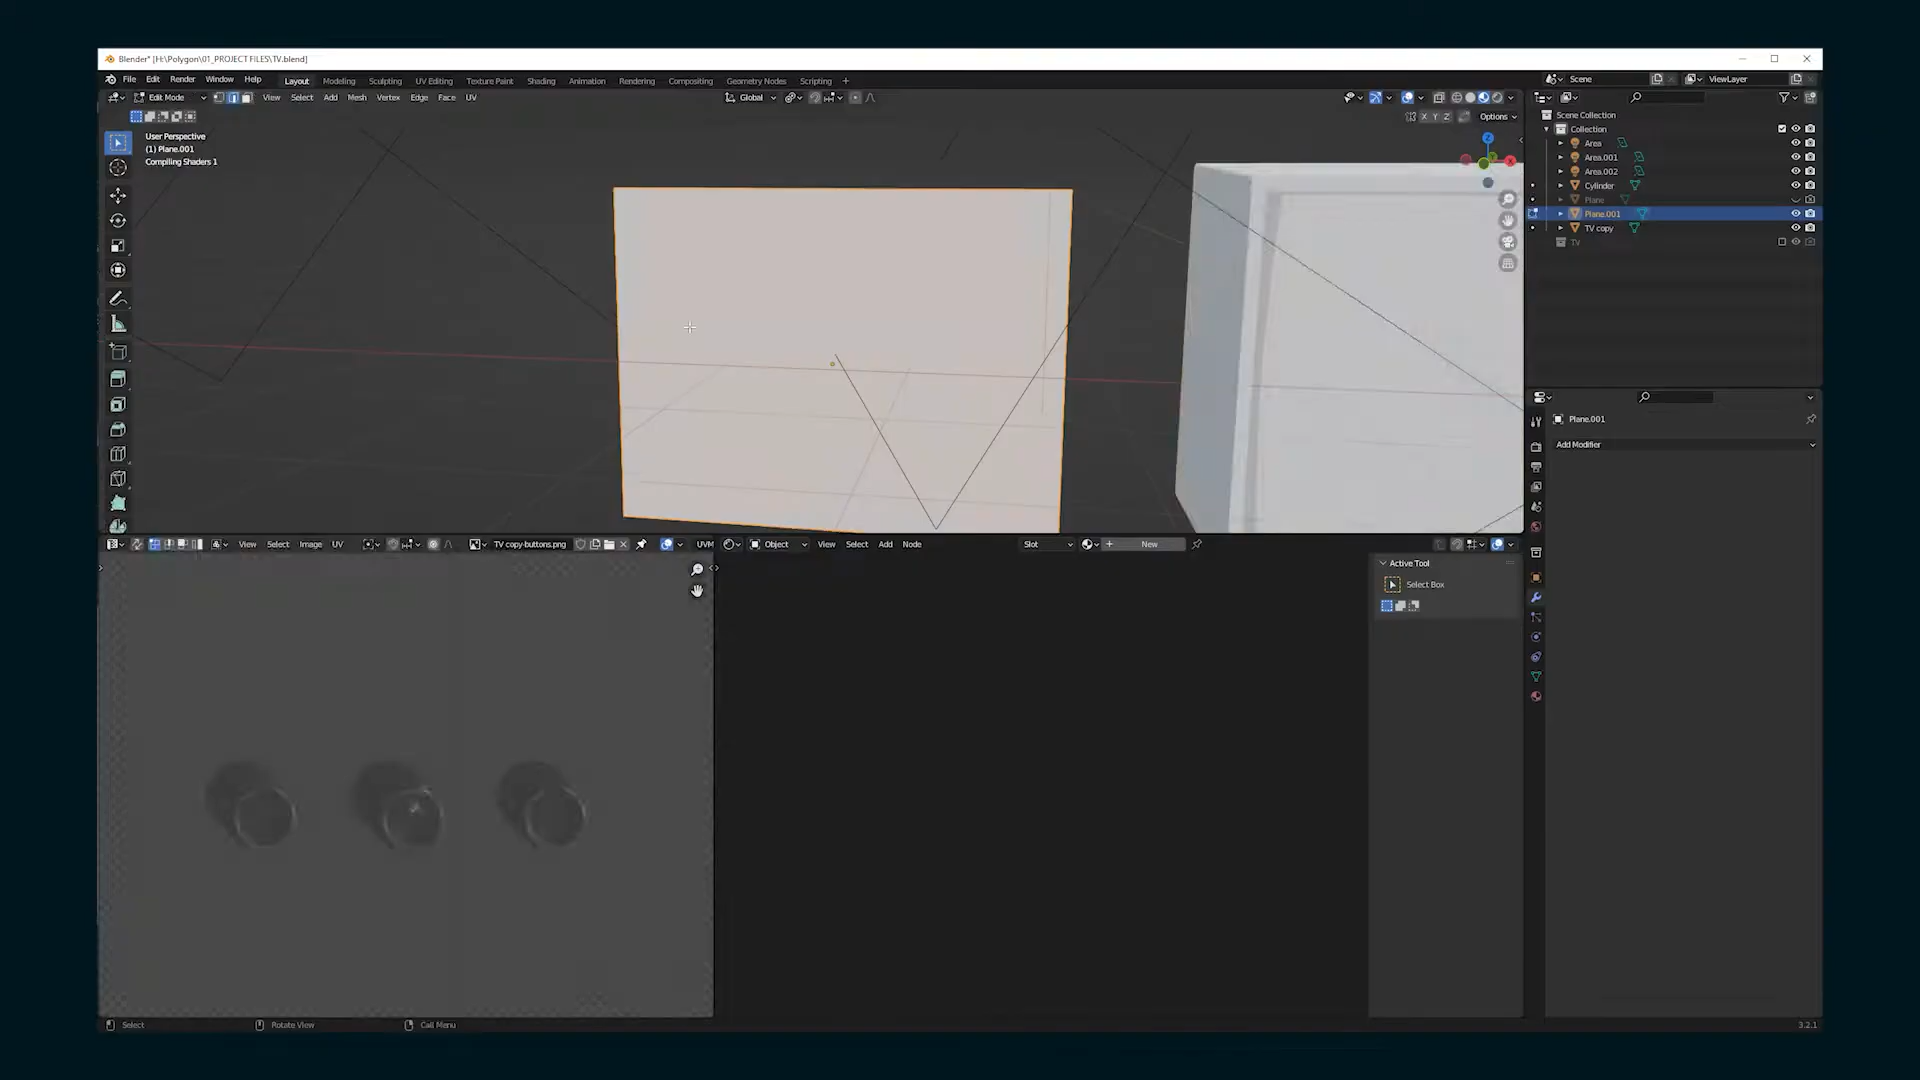 Blender* [H:\Polygon\01_PROJECT FILES\TV.blend]
File Edit Render Window Help Layout Modeling Sculpting UV Editing Texture Paint Shading Animation Rendering Compositing Geometry Nodes Scripting + Scene ViewLayer
Edit Mode View Select Add Mesh Vertex Edge Face UV Global
X Y Z Options
User Perspective
(1) Plane.001
Compiling Shaders 1
Z
Scene Collection
Collection
Area
Area.001
Area.002
Cylinder
Plane
Plane.001
TV copy
TV
Plane.001
Add Modifier
View Select Image UV TV copy-buttons.png UVM
Object View Select Add Node Slot New
Active Tool
Select Box
Select Rotate View Call Menu 3.2.1